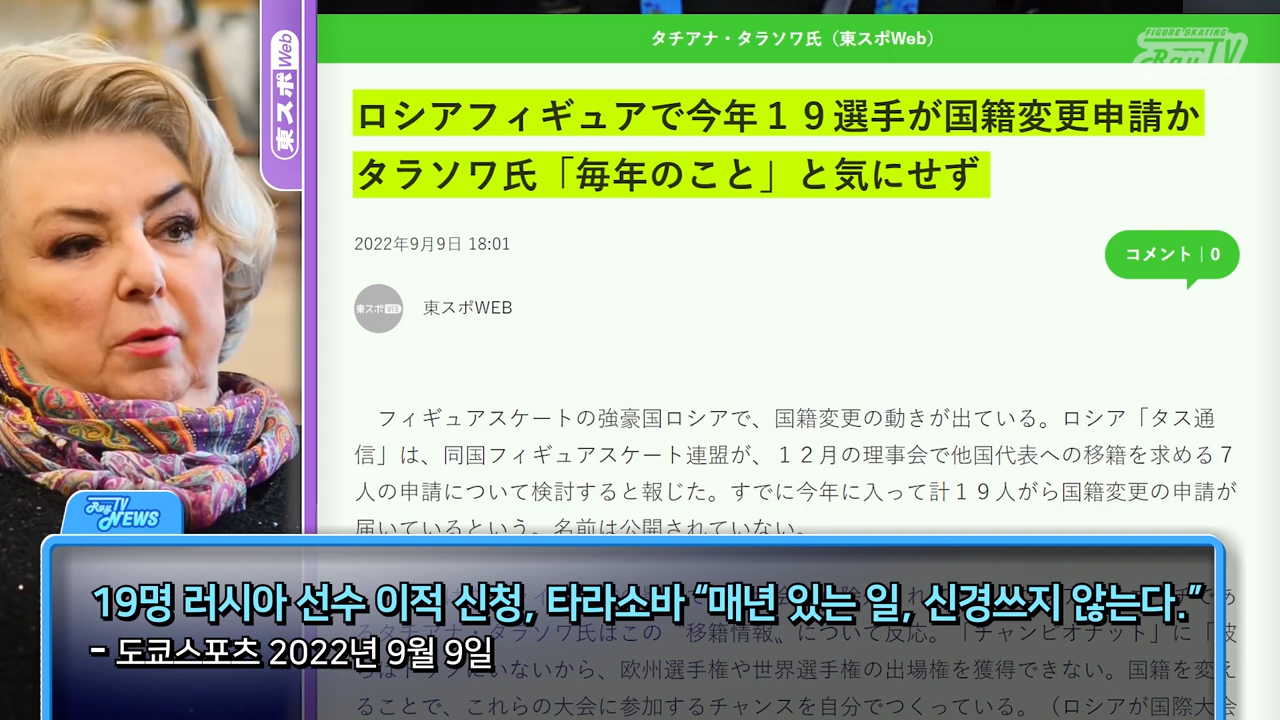 東スポWeb
タチアナ・タラソワ氏（東スポWeb）
FIGURE SKATING
Ray TV
ロシアフィギュアで今年１９選手が国籍変更申請か
タラソワ氏「毎年のこと」と気にせず
2022年9月9日 18:01
コメント｜0
東スポWEB
東スポWEB
フィギュアスケートの強豪国ロシアで、国籍変更の動きが出ている。ロシア「タス通
信」は、同国フィギュアスケート連盟が、１２月の理事会で他国代表への移籍を求める７
人の申請について検討すると報じた。すでに今年に入って計１９人がら国籍変更の申請が
届いているという。名前は公開されていない。
Ray TV
NEWS
19명 러시아 선수 이적 신청, 타라소바 “매년 있는 일, 신경쓰지 않는다.”
- 도쿄스포츠 2022년 9월 9일
るタチアナ・タラソワ氏はこの〝移籍情報〟について反応。「チャンピオナット」に「彼
らはトップにいないから、欧州選手権や世界選手権の出場権を獲得できない。国籍を変え
ることで、これらの大会に参加するチャンスを自分でつくっている。（ロシアが国際大会